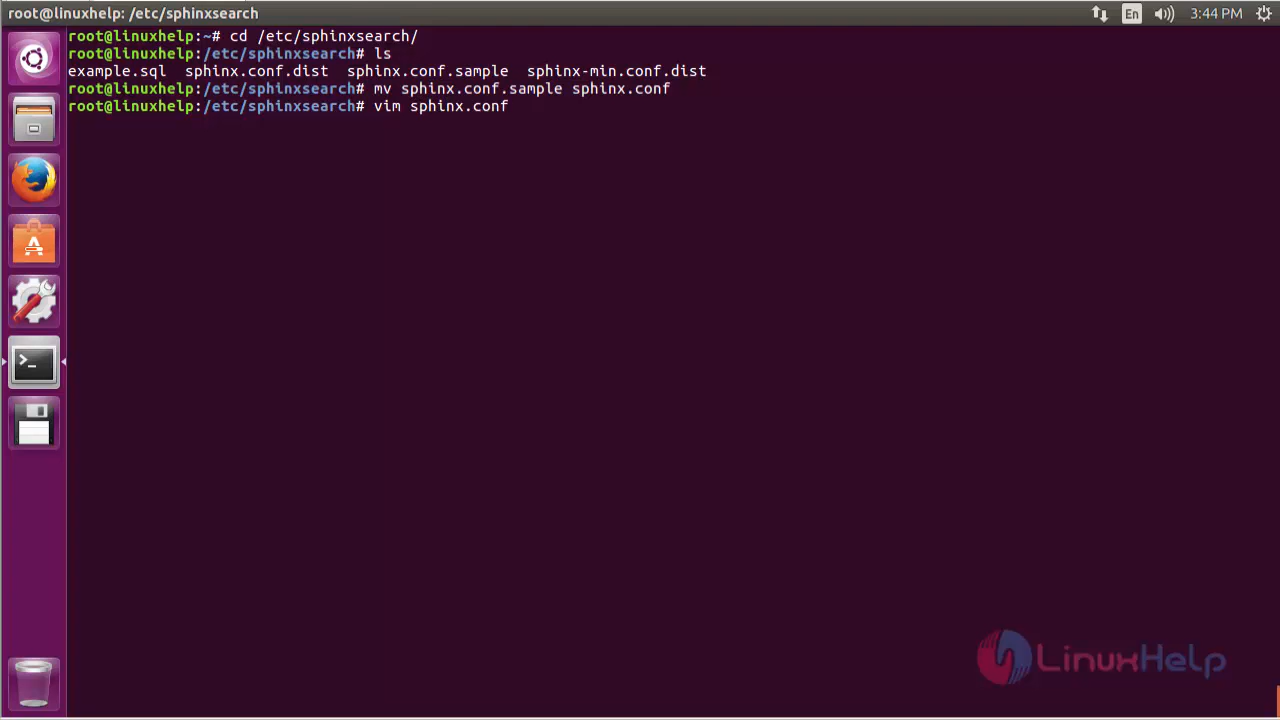 root@linuxhelp: /etc/sphinxsearch
En
3:44 PM
root@linuxhelp:~# cd /etc/sphinxsearch/
root@linuxhelp:/etc/sphinxsearch# ls
example.sql  sphinx.conf.dist  sphinx.conf.sample  sphinx-min.conf.dist
root@linuxhelp:/etc/sphinxsearch# mv sphinx.conf.sample sphinx.conf
root@linuxhelp:/etc/sphinxsearch# vim sphinx.conf
>_
LinuxHelp